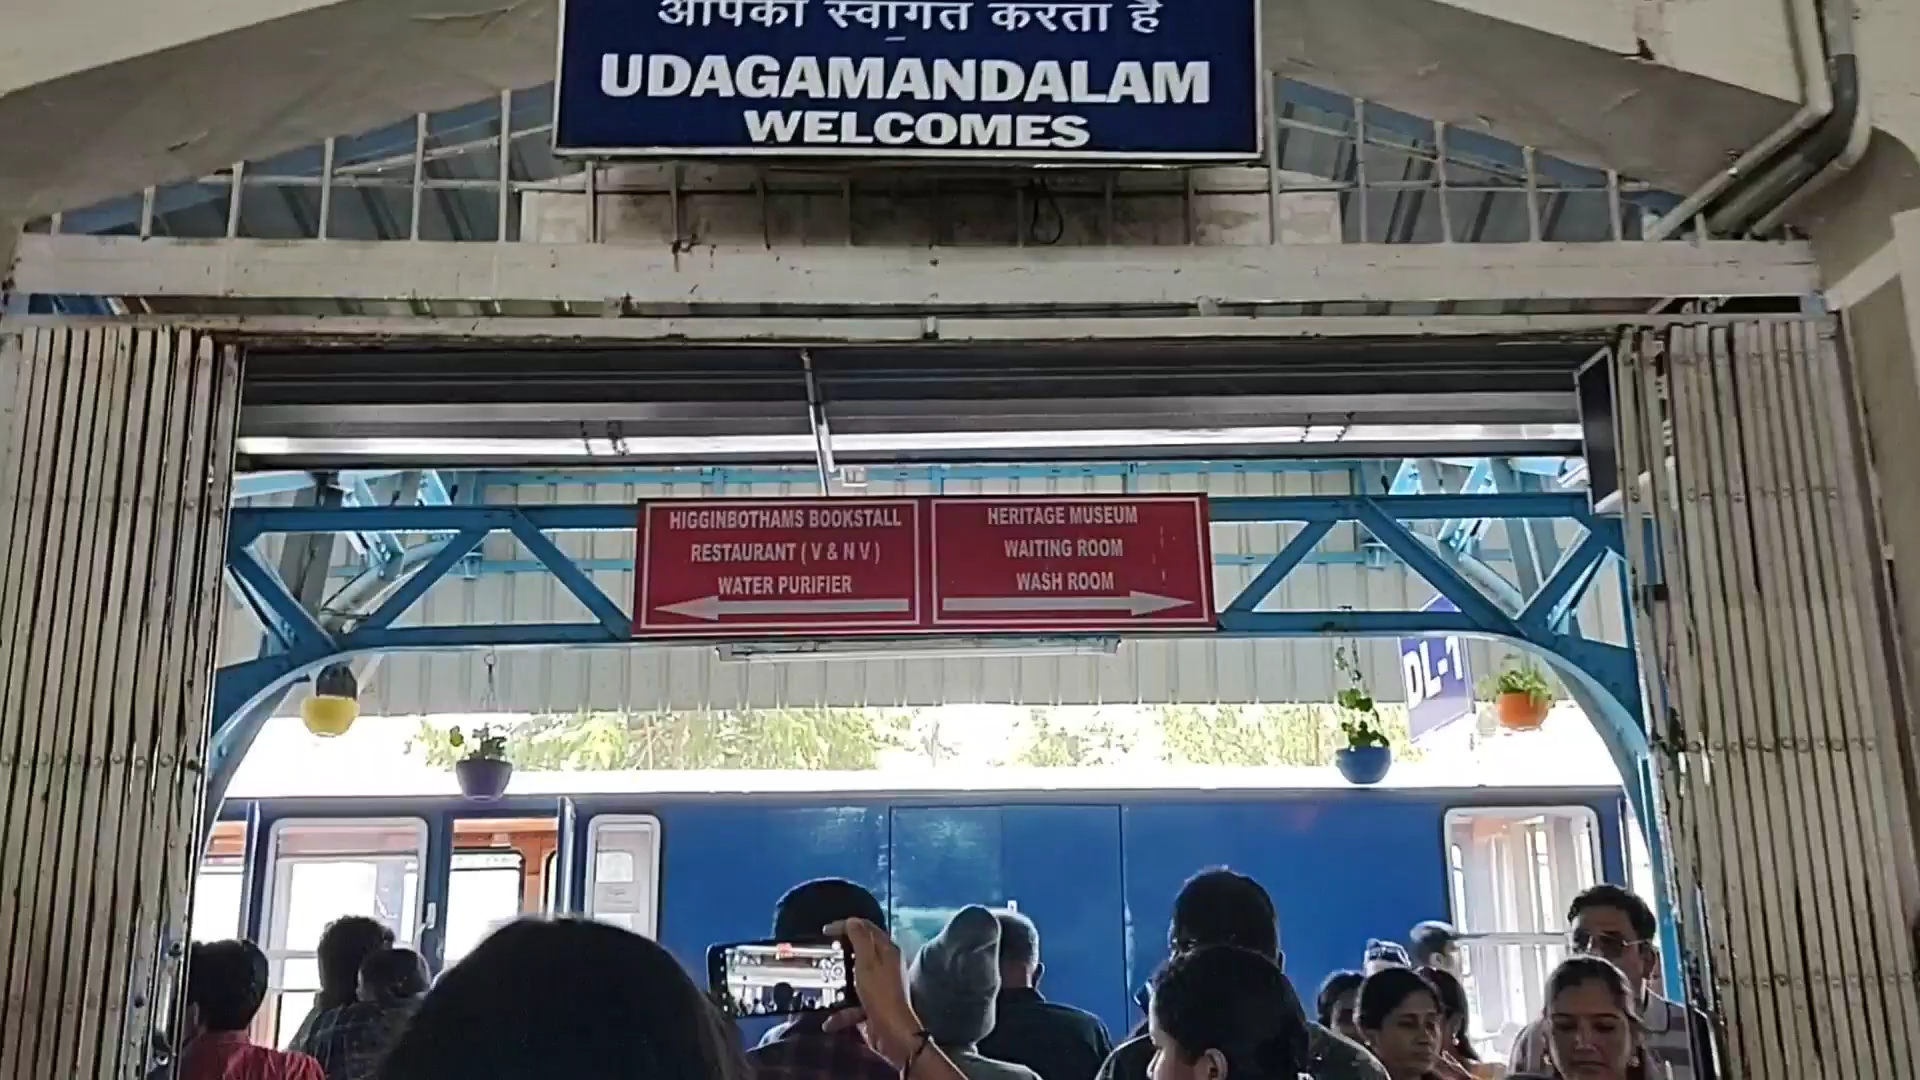 आपका स्वागत करता है
UDAGAMANDALAM
WELCOMES
HIGGINBOTHAMS BOOKSTALL
RESTAURANT ( V & N V )
WATER PURIFIER
HERITAGE MUSEUM
WAITING ROOM
WASH ROOM
DL-1